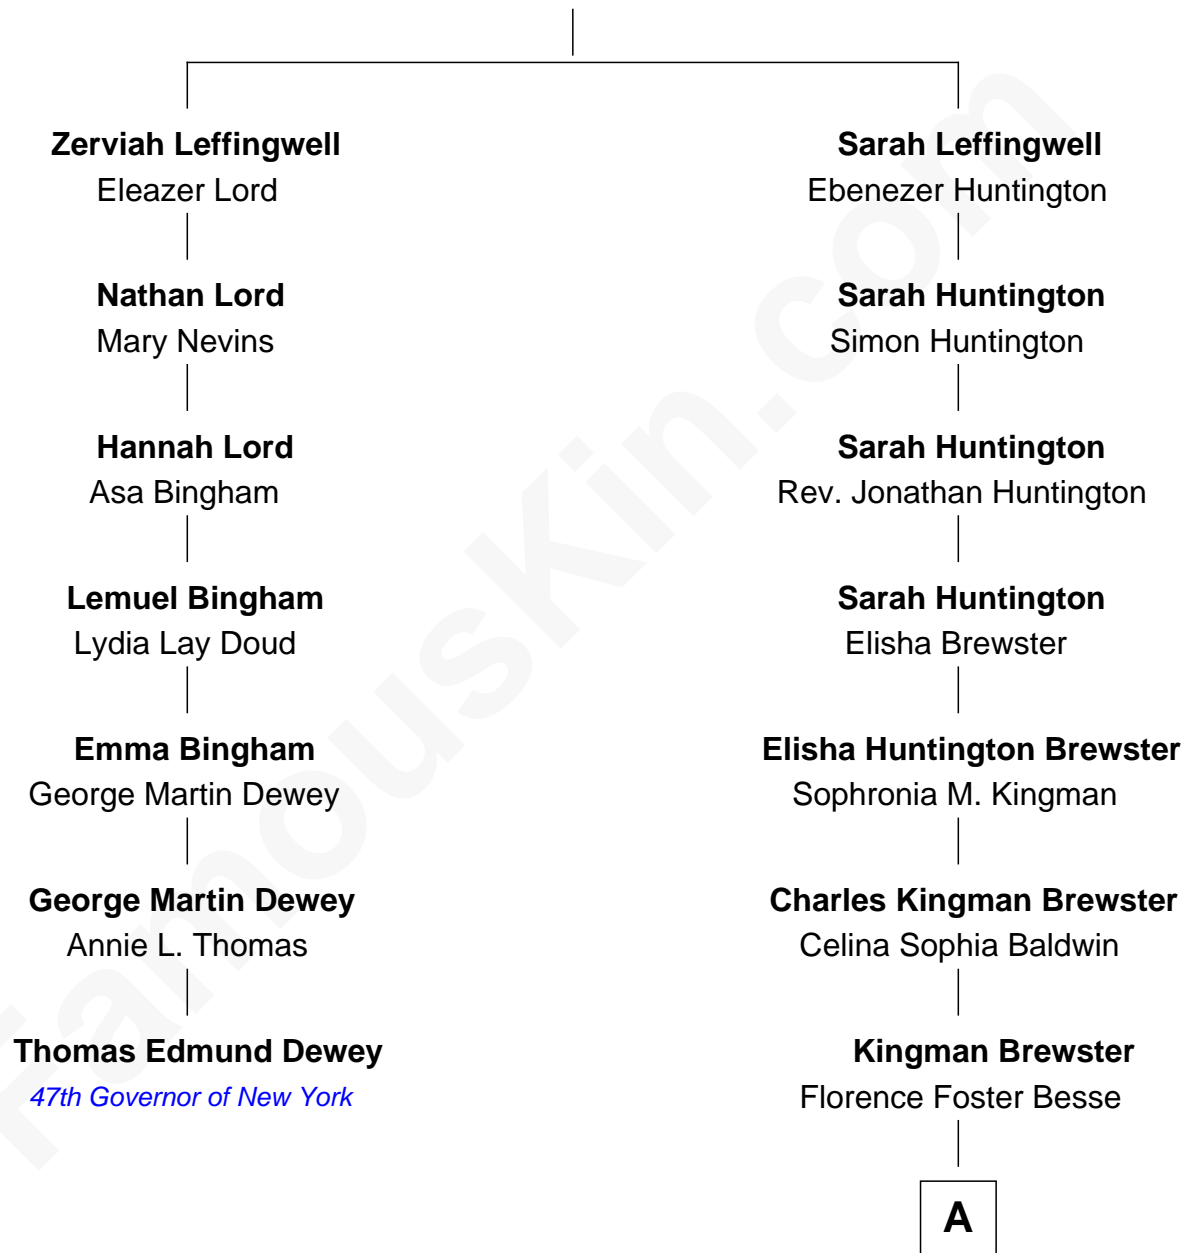 Zerviah Leffingwell
Eleazer Lord
Sarah Leffingwell
Ebenezer Huntington
Nathan Lord
Mary Nevins
Sarah Huntington
Simon Huntington
Hannah Lord
Asa Bingham
Sarah Huntington
Rev. Jonathan Huntington
Lemuel Bingham
Lydia Lay Doud
Sarah Huntington
Elisha Brewster
Emma Bingham
George Martin Dewey
Elisha Huntington Brewster
Sophronia M. Kingman
George Martin Dewey
Annie L. Thomas
Charles Kingman Brewster
Celina Sophia Baldwin
Thomas Edmund Dewey
47th Governor of New York
Kingman Brewster
Florence Foster Besse
A
FamousKin.com